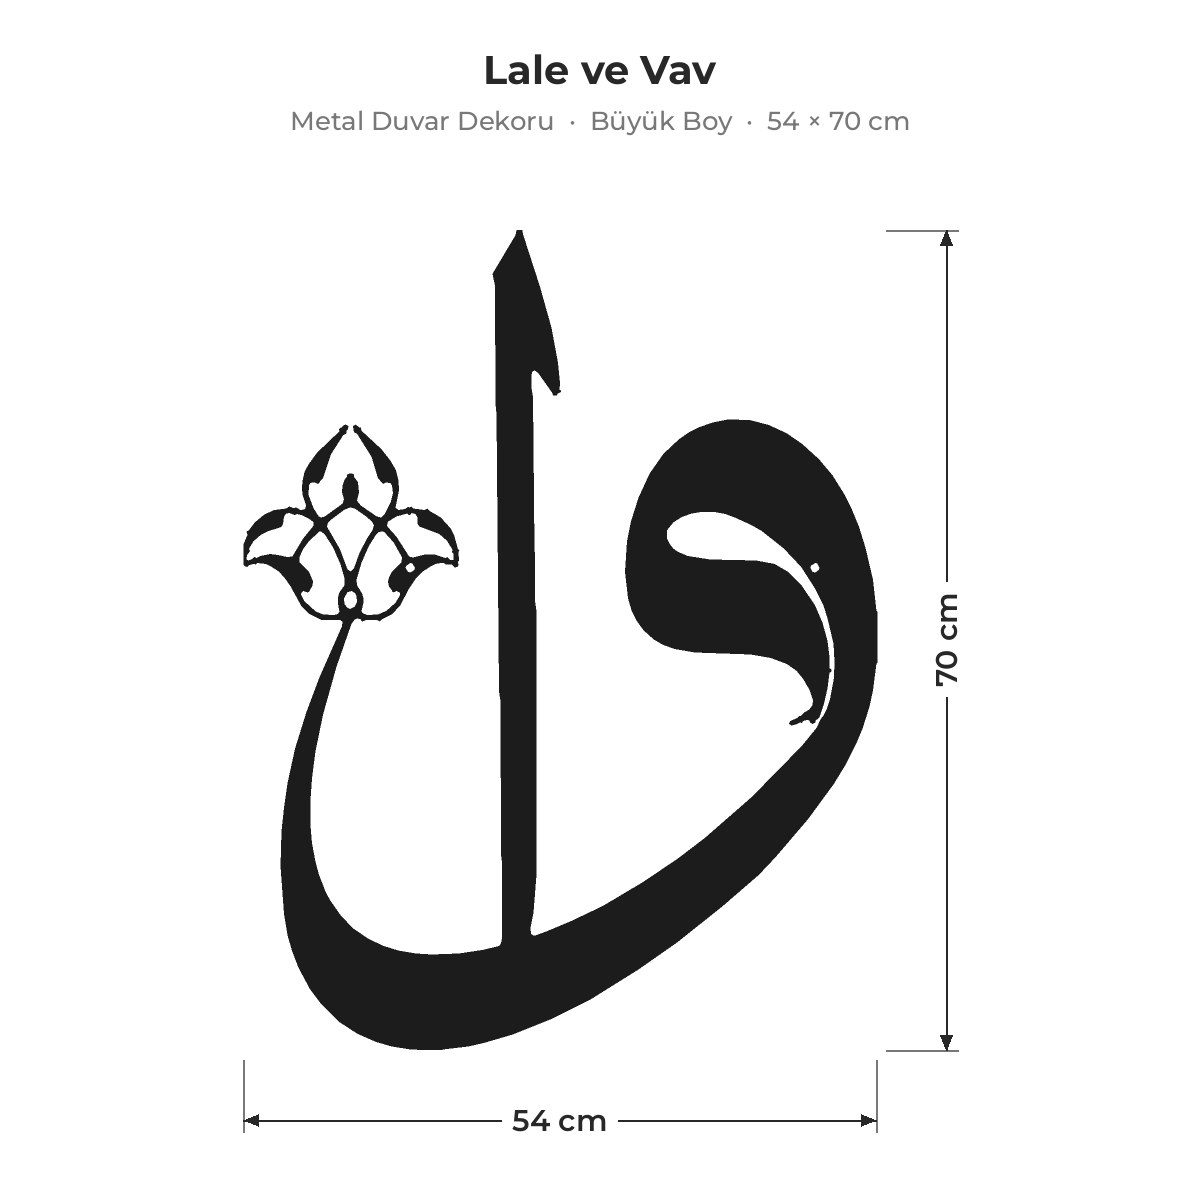 Lale ve Vav
Metal Duvar Dekoru · Büyük Boy · 54 × 70 cm
ا و
70 cm
54 cm